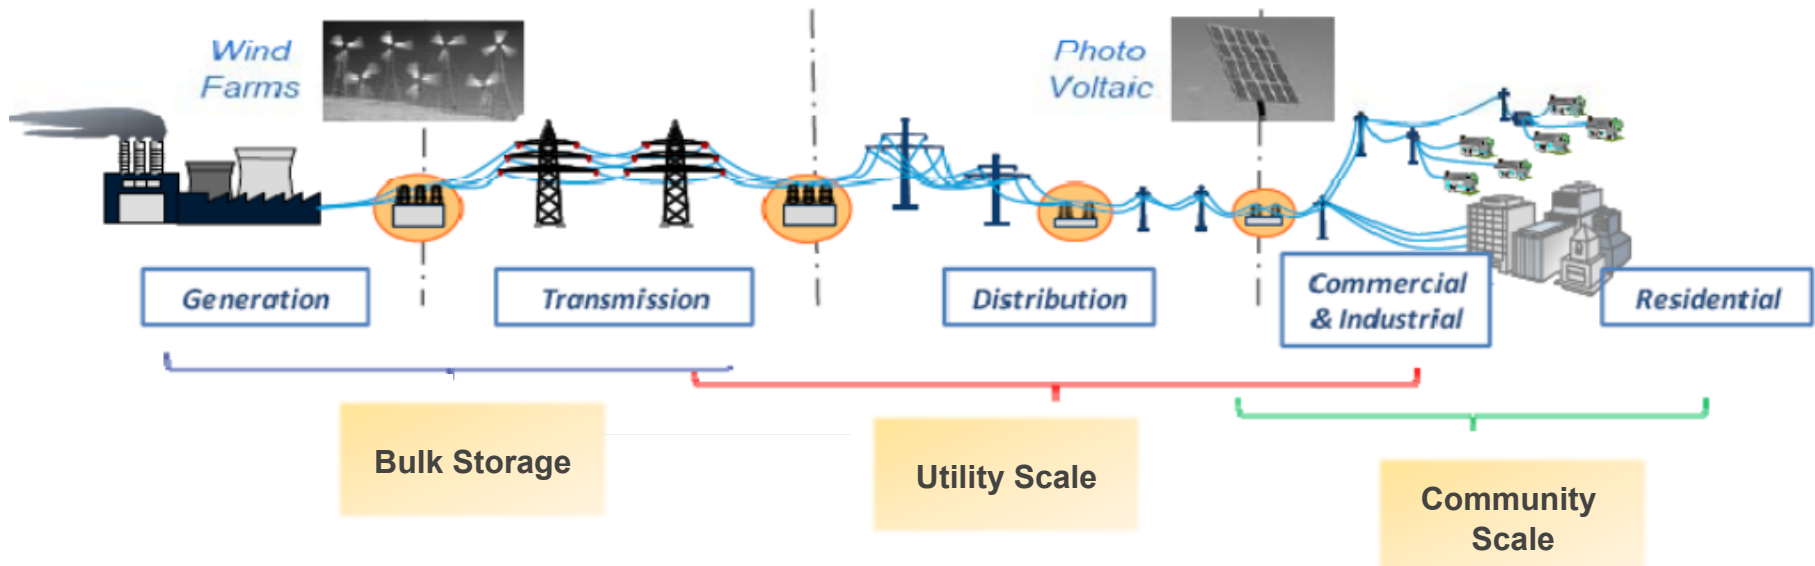 Wind
Farms
Photo
Voltaic
Generation
Transmission
Distribution
Commercial
& Industrial
Residential
Bulk Storage
Utility Scale
Community
Scale